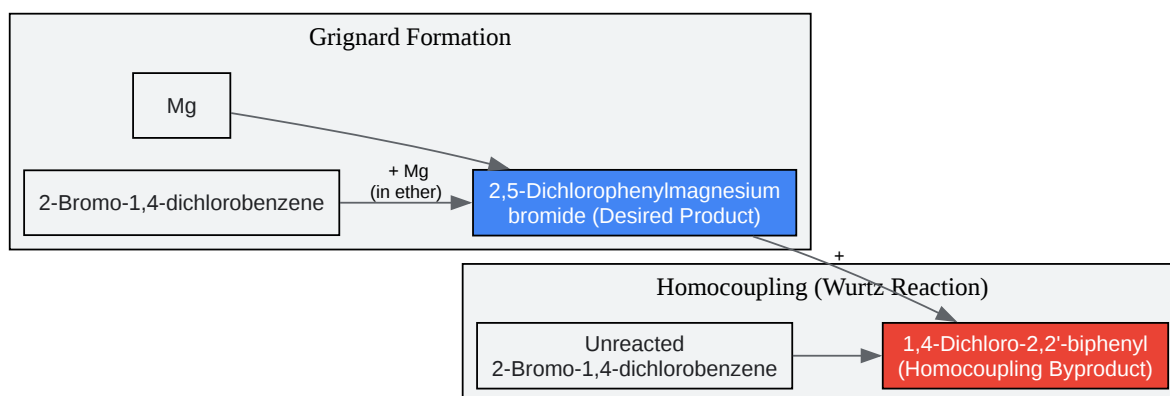 Grignard Formation
Mg
2-Bromo-1,4-dichlorobenzene
+ Mg
(in ether)
2,5-Dichlorophenylmagnesium
bromide (Desired Product)
+
Homocoupling (Wurtz Reaction)
Unreacted
2-Bromo-1,4-dichlorobenzene
1,4-Dichloro-2,2'-biphenyl
(Homocoupling Byproduct)